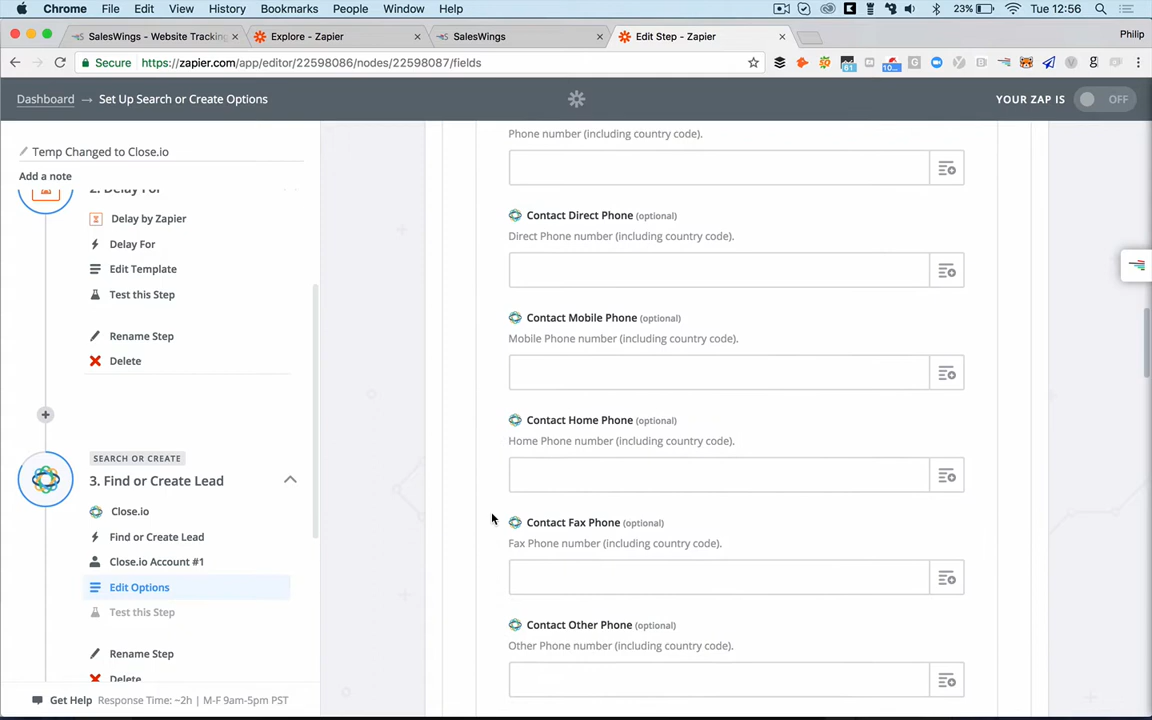 Chrome File Edit View History Bookmarks People Window Help 23% Tue 12:56
SalesWings - Website Tracking × Explore - Zapier × SalesWings × Edit Step - Zapier × Philip
Secure https://zapier.com/app/editor/22598086/nodes/22598087/fields
Dashboard → Set Up Search or Create Options YOUR ZAP IS OFF
Temp Changed to Close.io
Add a note
2. Delay For
Delay by Zapier
Delay For
Edit Template
Test this Step
Rename Step
Delete
SEARCH OR CREATE
3. Find or Create Lead
Close.io
Find or Create Lead
Close.io Account #1
Edit Options
Test this Step
Rename Step
Delete
Get Help Response Time: ~2h | M-F 9am-5pm PST
Phone number (including country code).
Contact Direct Phone (optional)
Direct Phone number (including country code).
Contact Mobile Phone (optional)
Mobile Phone number (including country code).
Contact Home Phone (optional)
Home Phone number (including country code).
Contact Fax Phone (optional)
Fax Phone number (including country code).
Contact Other Phone (optional)
Other Phone number (including country code).